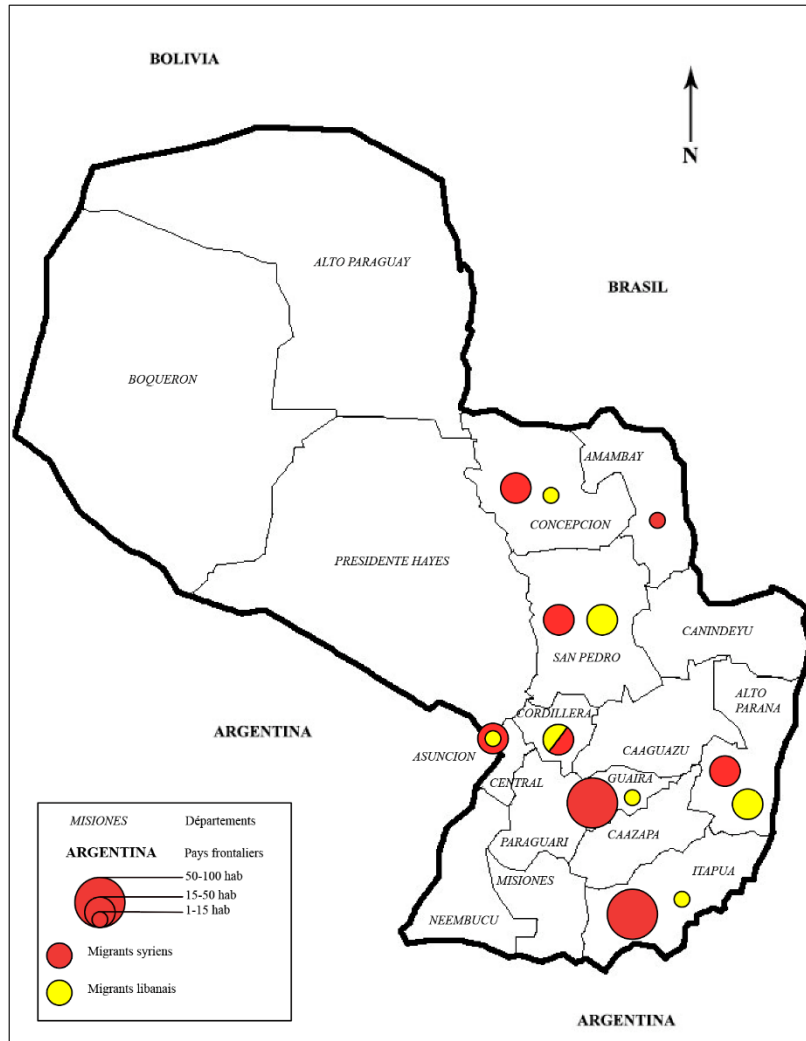 BOLIVIA
N
ALTO PARAGUAY
BRASIL
BOQUERON
AMAMBAY
CONCEPCION
PRESIDENTE HAYES
CANINDEYU
SAN PEDRO
ALTO
PARANA
CORDILLERA
ARGENTINA
ASUNCION
CAAGUAZU
CENTRAL
GUAIRA
PARAGUARI
CAAZAPA
ITAPUA
MISIONES
NEEMBUCU
MISIONES Départements
ARGENTINA Pays frontaliers
50-100 hab
15-50 hab
1-15 hab
Migrants syriens
Migrants libanais
ARGENTINA